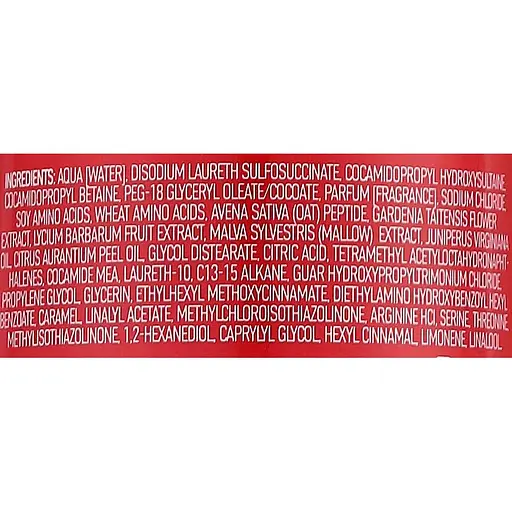 INGREDIENTS: AQUA [WATER], DISODIUM LAURETH SULFOSUCCINATE, COCAMIDOPROPYL HYDROXYSULTAINE,
COCAMIDOPROPYL BETAINE, PEG-18 GLYCERYL OLEATE/COCOATE, PARFUM [FRAGRANCE], SODIUM CHLORIDE,
SOY AMINO ACIDS, WHEAT AMINO ACIDS, AVENA SATIVA (OAT) PEPTIDE, GARDENIA TAITENSIS FLOWER
EXTRACT, LYCIUM BARBARUM FRUIT EXTRACT, MALVA SYLVESTRIS (MALLOW) EXTRACT, JUNIPERUS VIRGINIANA
OIL, CITRUS AURANTIUM PEEL OIL, GLYCOL DISTEARATE, CITRIC ACID, TETRAMETHYL ACETYLOCTAHYDRONAPHT-
HALENES, COCAMIDE MEA, LAURETH-10, C13-15 ALKANE, GUAR HYDROXYPROPYLTRIMONIUM CHLORIDE,
PROPYLENE GLYCOL, GLYCERIN, ETHYLHEXYL METHOXYCINNAMATE, DIETHYLAMINO HYDROXYBENZOYL HEXYL
BENZOATE, CARAMEL, LINALYL ACETATE, METHYLCHLOROISOTHIAZOLINONE, ARGININE HCl, SERINE, THREONINE,
METHYLISOTHIAZOLINONE, 1,2-HEXANEDIOL, CAPRYLYL GLYCOL, HEXYL CINNAMAL, LIMONENE, LINALOOL.